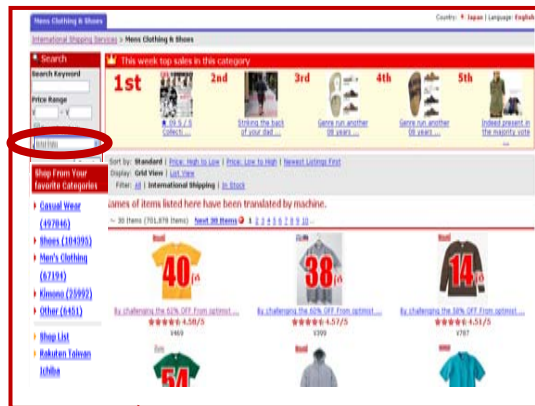 Mens Clothing & Shoes
Country: Japan | Language: English
International Shipping Services > Mens Clothing & Shoes
Search
Search Keyword
Price Range
¥ - ¥
This week top sales in this category
1st 2nd 3rd 4th 5th
★ 09 S / S Collecti ...
Striking the back of your dad ...
Genre run another 08 years ...
Genre run another 08 years ...
Indeed present in the majority vote ...
Sort by: Standard | Price: High to Low | Price: Low to High | Newest Listings First
Display: Grid View | List View
Filter: All | International Shipping | In Stock
Shop From Your favorite Categories
Casual Wear (497846)
Shoes (104395)
Men's Clothing (67194)
Kimono (25992)
Other (6451)
Shop List
Rakuten Taiwan Ichiba
ames of items listed here have been translated by machine.
~ 30 Items (701,878 Items) Next 30 Items 1 2 3 4 5 6 7 8 9 10 ...
40 38 14
By challenging the 62% OFF From optimist ...
By challenging the 60% OFF From optimist ...
By challenging the 58% OFF From optimist ...
4.58/5 4.57/5 4.51/5
¥469 ¥399 ¥787
54